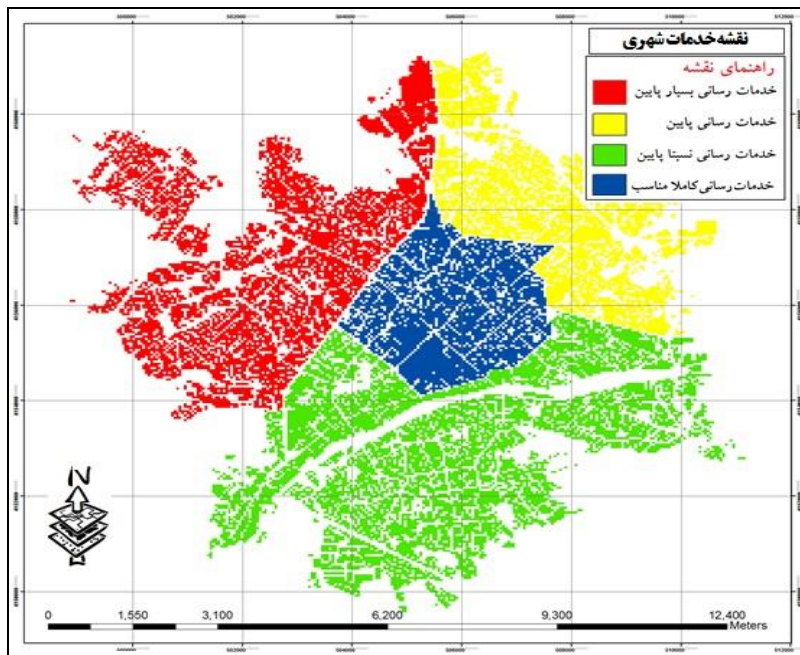 نقشه خدمات شهری
راهنمای نقشه
خدمات رسانی بسیار پایین
خدمات رسانی پایین
خدمات رسانی نسبتا پایین
خدمات رسانی کاملا مناسب
N
0 1,550 3,100 6,200 9,300 12,400
Meters